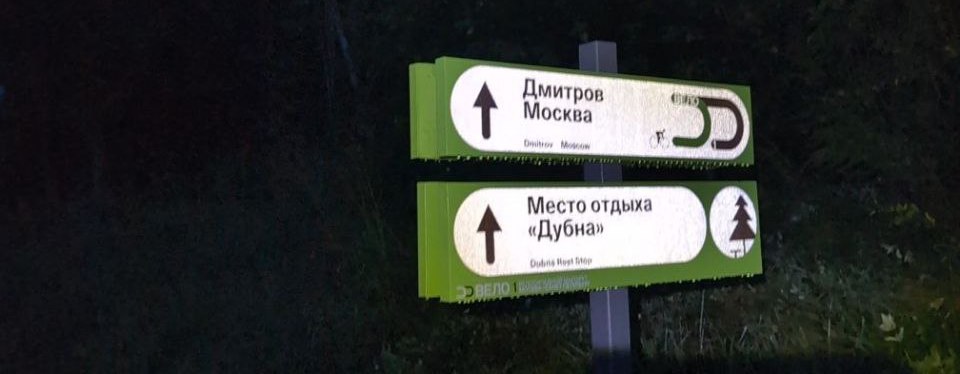 Дмитров
Москва
Dmitrov Moscow
ВЕЛО
Место отдыха
«Дубна»
Dubna Rest Stop
ВЕЛО